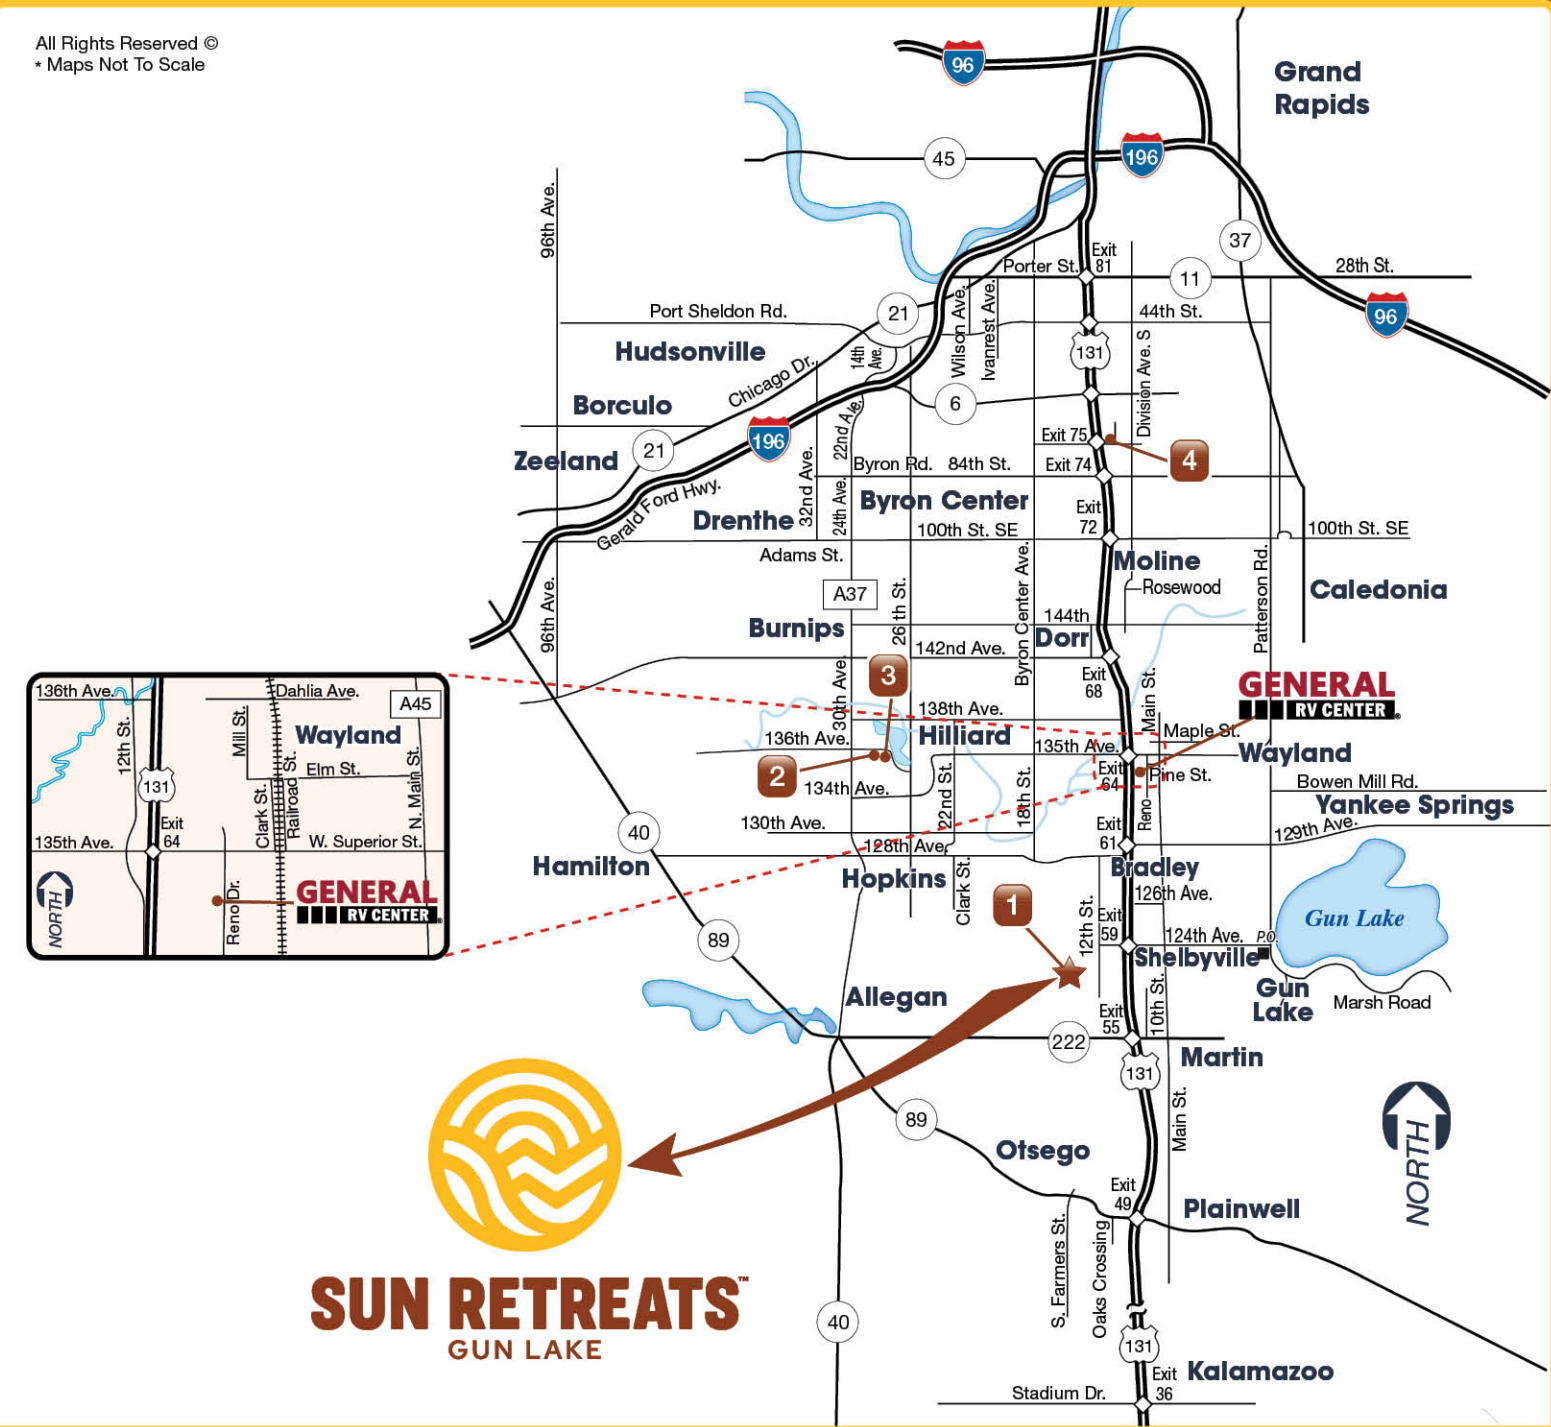 All Rights Reserved ©
* Maps Not To Scale
96
Grand
Rapids
45
196
96th Ave.
37
Exit
81
Porter St.
11
28th St.
21
Port Sheldon Rd.
44th St.
96
Wilson Ave.
Ivanrest Ave.
Hudsonville
14th
Ave.
131
Division Ave. S
Chicago Dr.
Borculo
6
196
21
22nd Ave.
Exit 75
4
Zeeland
Byron Rd.
84th St.
Exit 74
32nd Ave.
24th Ave.
Gerald Ford Hwy.
Byron Center
Drenthe
Exit
72
100th St. SE
100th St. SE
Adams St.
Moline
96th Ave.
A37
26th St.
Byron Center Ave.
Rosewood
Patterson Rd.
Caledonia
Burnips
144th
Dorr
142nd Ave.
3
30th Ave.
Exit
68
Main St.
GENERAL
RV CENTER
138th Ave.
Maple St.
136th Ave.
Hilliard
135th Ave.
Wayland
2
134th Ave.
22nd St.
18th St.
Exit
64
Pine St.
Bowen Mill Rd.
Yankee Springs
Reno
130th Ave.
Exit
61
129th Ave.
40
128th Ave.
Hamilton
Hopkins
Clark St.
Bradley
1
126th Ave.
12th St.
Exit
59
124th Ave.
P.O.
Gun Lake
89
Shelbyville
Allegan
10th St.
Gun
Lake
Marsh Road
Exit
55
222
Martin
131
Main St.
89
Otsego
NORTH
Exit
49
Plainwell
S. Farmers St.
Oaks Crossing
40
131
Kalamazoo
Exit
36
Stadium Dr.
136th Ave.
Dahlia Ave.
A45
12th St.
Mill St.
Wayland
Elm St.
131
Clark St.
Railroad St.
N. Main St.
Exit
64
135th Ave.
W. Superior St.
NORTH
Reno Dr.
GENERAL
RV CENTER
SUN RETREATS™
GUN LAKE